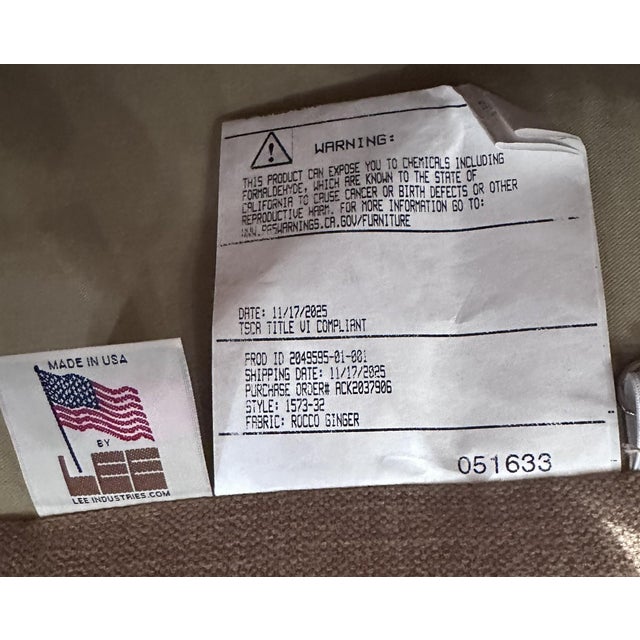 WARNING:
THIS PRODUCT CAN EXPOSE YOU TO CHEMICALS INCLUDING
FORMALDEHYDE, WHICH ARE KNOWN TO THE STATE OF
CALIFORNIA TO CAUSE CANCER OR BIRTH DEFECTS OR OTHER
REPRODUCTIVE HARM. FOR MORE INFORMATION GO TO:
WWW.P65WARNINGS.CA.GOV/FURNITURE
DATE: 11/17/2025
TSCA TITLE VI COMPLIANT
PROD ID 2049595-01-001
SHIPPING DATE: 11/17/2025
PURCHASE ORDER# ACK2037906
STYLE: 1573-32
FABRIC: ROCCO GINGER
051633
MADE IN USA
BY
LEE
LEE INDUSTRIES.COM